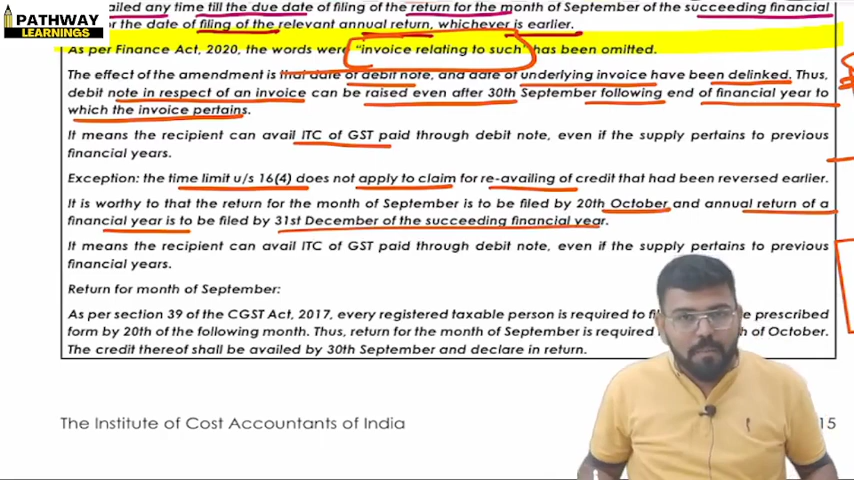 ailed any time till the due date of filing of the return for the month of September of the succeeding financial
PATHWAY
LEARNINGS
or the date of filing of the relevant annual return, whichever is earlier.
As per Finance Act, 2020, the words were "invoice relating to such" has been omitted.
The effect of the amendment is that date of debit note, and date of underlying invoice have been delinked. Thus,
debit note in respect of an invoice can be raised even after 30th September following end of financial year to
which the invoice pertains.
It means the recipient can avail ITC of GST paid through debit note, even if the supply pertains to previous
financial years.
Exception: the time limit u/s 16(4) does not apply to claim for re-availing of credit that had been reversed earlier.
It is worthy to that the return for the month of September is to be filed by 20th October and annual return of a
financial year is to be filed by 31st December of the succeeding financial year.
It means the recipient can avail ITC of GST paid through debit note, even if the supply pertains to previous
financial years.
Return for month of September:
As per section 39 of the CGST Act, 2017, every registered taxable person is required to e prescribed
form by 20th of the following month. Thus, return for the month of September is required of October.
The credit thereof shall be availed by 30th September and declare in return.
The Institute of Cost Accountants of India 15